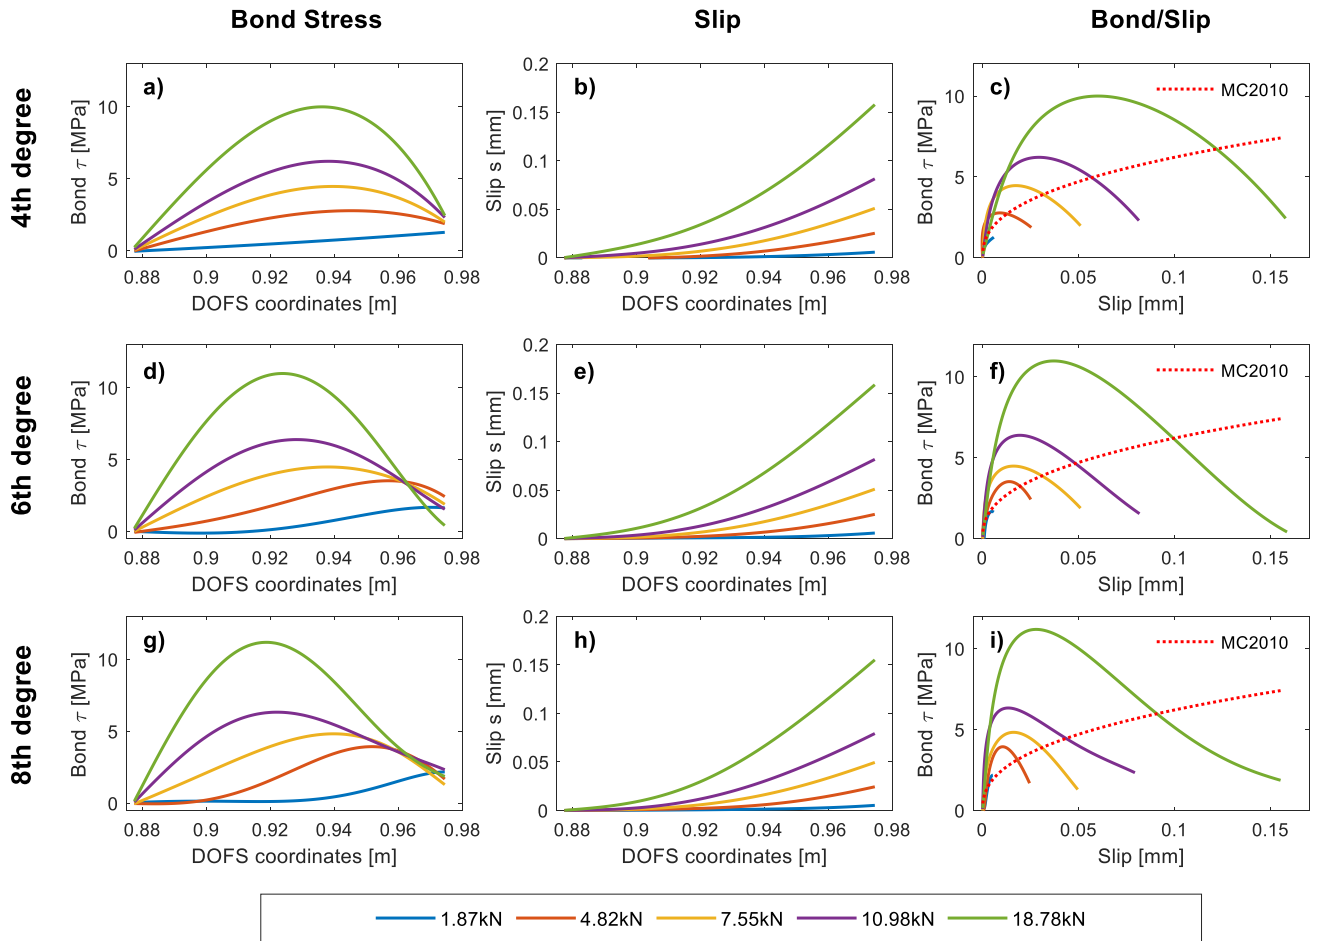 Bond Stress Slip Bond/Slip
4th degree
a)
Bond τ [MPa]
10
5
0
0.88 0.9 0.92 0.94 0.96 0.98
DOFS coordinates [m]
b)
Slip s [mm]
0.2
0.15
0.1
0.05
0
0.88 0.9 0.92 0.94 0.96 0.98
DOFS coordinates [m]
c)
MC2010
Bond τ [MPa]
10
5
0
0 0.05 0.1 0.15
Slip [mm]
6th degree
d)
Bond τ [MPa]
10
5
0
0.88 0.9 0.92 0.94 0.96 0.98
DOFS coordinates [m]
e)
Slip s [mm]
0.2
0.15
0.1
0.05
0
0.88 0.9 0.92 0.94 0.96 0.98
DOFS coordinates [m]
f)
MC2010
Bond τ [MPa]
10
5
0
0 0.05 0.1 0.15
Slip [mm]
8th degree
g)
Bond τ [MPa]
10
5
0
0.88 0.9 0.92 0.94 0.96 0.98
DOFS coordinates [m]
h)
Slip s [mm]
0.2
0.15
0.1
0.05
0
0.88 0.9 0.92 0.94 0.96 0.98
DOFS coordinates [m]
i)
MC2010
Bond τ [MPa]
10
5
0
0 0.05 0.1 0.15
Slip [mm]
1.87kN 4.82kN 7.55kN 10.98kN 18.78kN